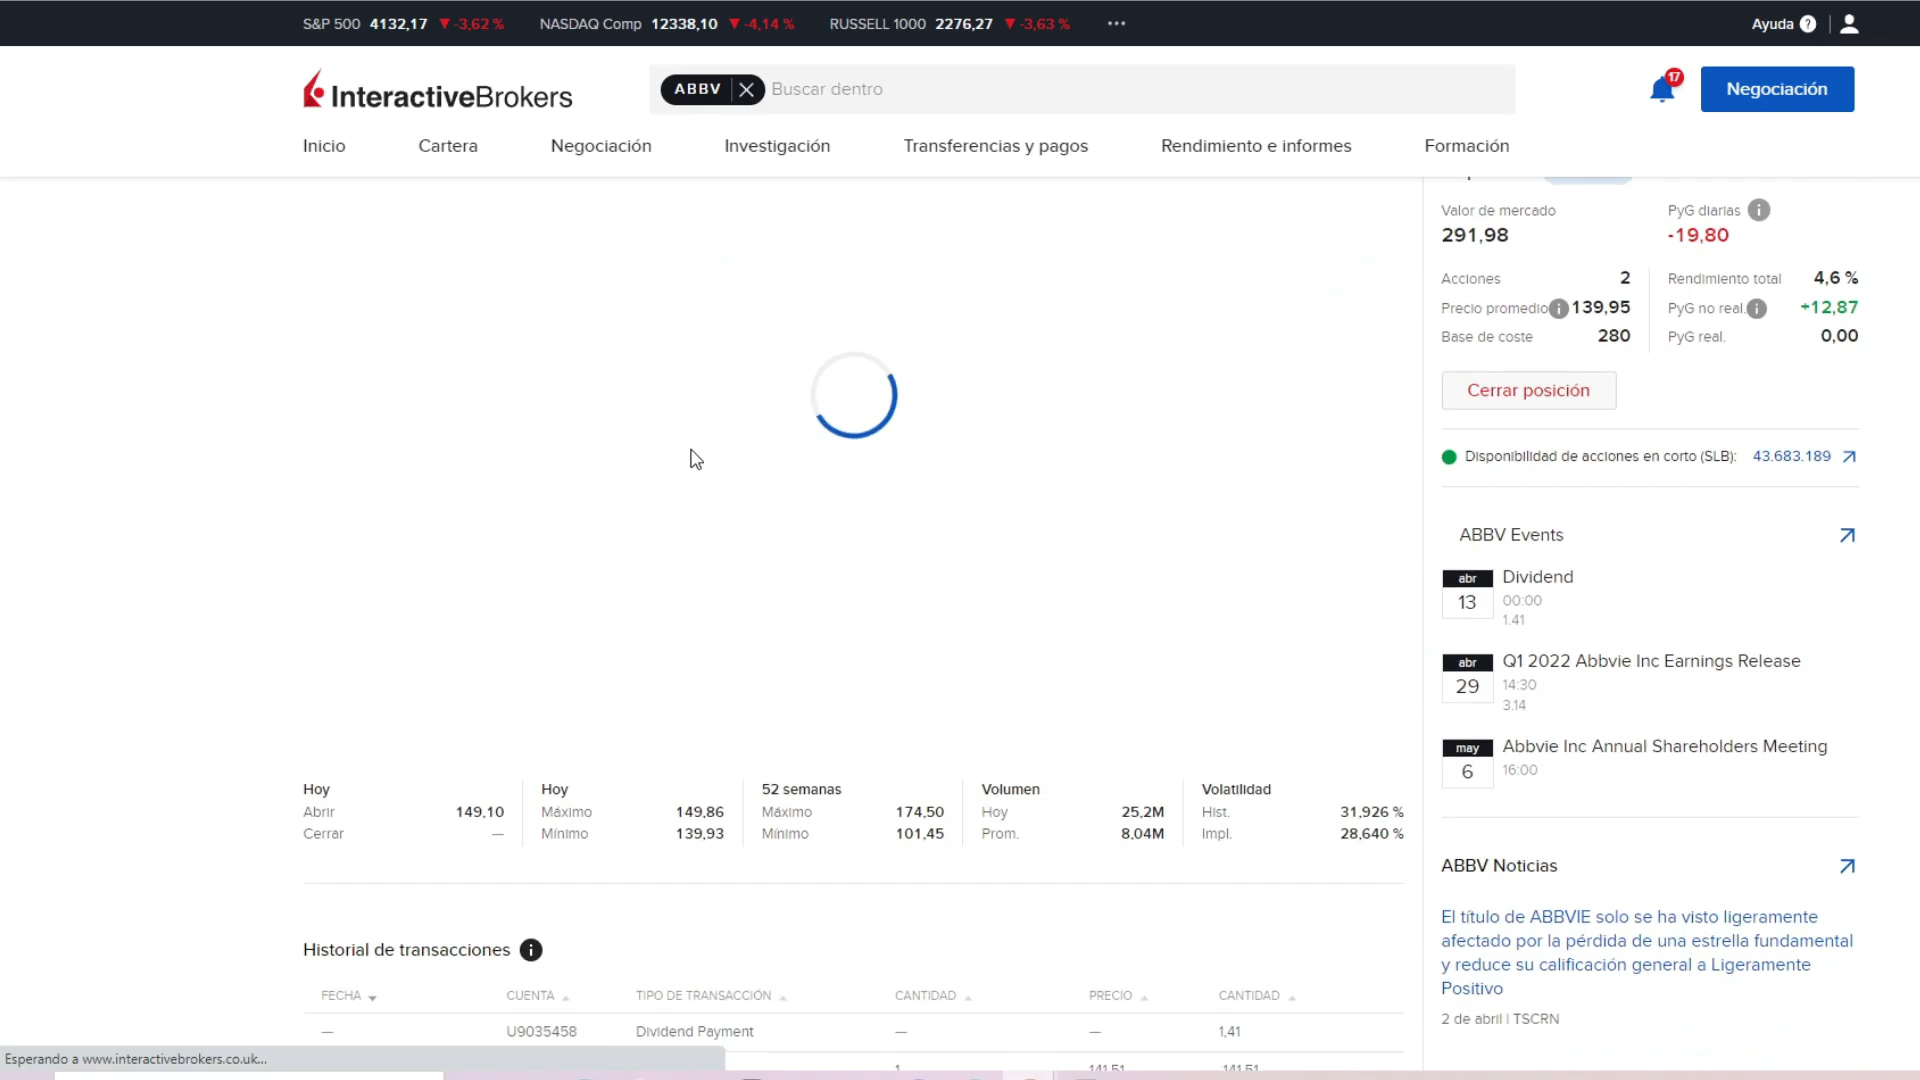 S&P 500 4132,17 ▼-3,62 % NASDAQ Comp 12338,10 ▼-4,14 % RUSSELL 1000 2276,27 ▼-3,63 % ••• Ayuda ?
InteractiveBrokers
ABBV Buscar dentro
17
Negociación
Inicio Cartera Negociación Investigación Transferencias y pagos Rendimiento e informes Formación
Valor de mercado PyG diarias i
291,98 -19,80
Acciones 2 Rendimiento total 4,6 %
Precio promedio i 139,95 PyG no real. i +12,87
Base de coste 280 PyG real. 0,00
Cerrar posición
Disponibilidad de acciones en corto (SLB): 43.683.189
ABBV Events
abr 13 Dividend
00:00
1.41
abr 29 Q1 2022 Abbvie Inc Earnings Release
14:30
3.14
may 6 Abbvie Inc Annual Shareholders Meeting
16:00
Hoy Hoy 52 semanas Volumen Volatilidad
Abrir 149,10 Máximo 149,86 Máximo 174,50 Hoy 25,2M Hist. 31,926 %
Cerrar — Mínimo 139,93 Mínimo 101,45 Prom. 8,04M Impl. 28,640 %
ABBV Noticias
El título de ABBVIE solo se ha visto ligeramente
afectado por la pérdida de una estrella fundamental
y reduce su calificación general a Ligeramente
Positivo
2 de abril | TSCRN
Historial de transacciones i
FECHA CUENTA TIPO DE TRANSACCIÓN CANTIDAD PRECIO CANTIDAD
— U9035458 Dividend Payment — — 1,41
1 141,51 -141,51
Esperando a www.interactivebrokers.co.uk...